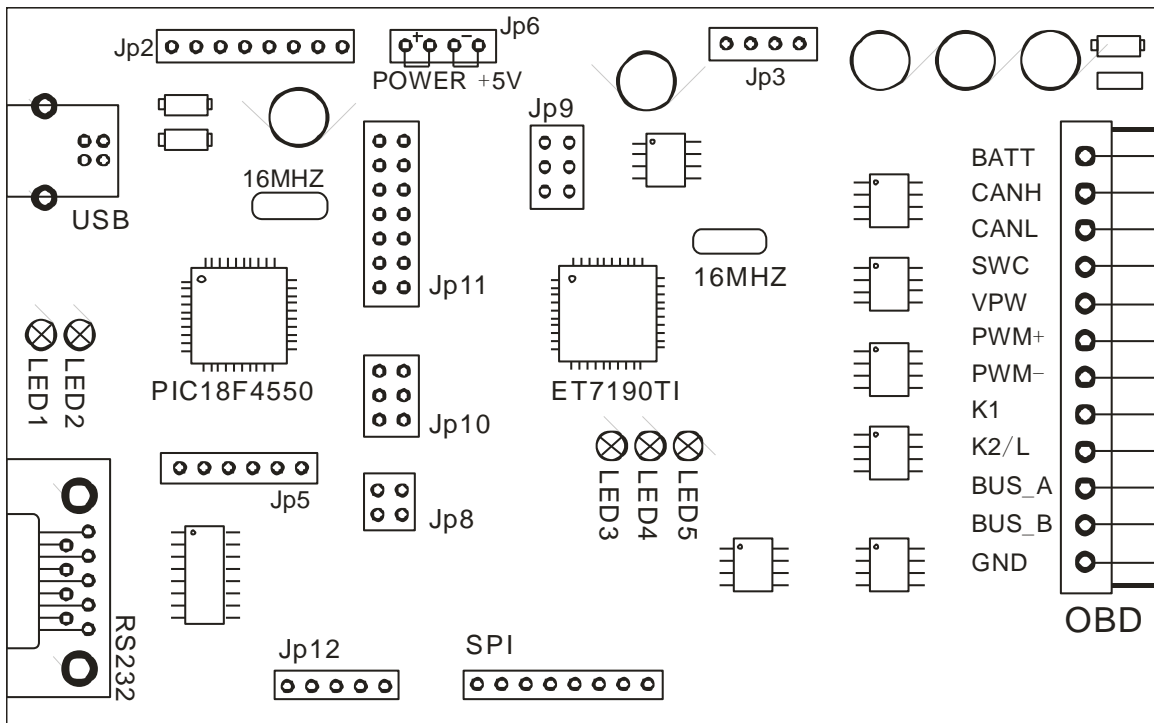 Jp2
+ -
Jp6
POWER +5V
Jp3
Jp9
16MHZ
USB
Jp11
16MHZ
BATT
CANH
CANL
SWC
VPW
PWM+
PWM-
K1
K2/L
BUS_A
BUS_B
GND
OBD
LED1
LED2
PIC18F4550
ET7190TI
Jp10
Jp5
Jp8
LED3
LED4
LED5
RS232
Jp12
SPI